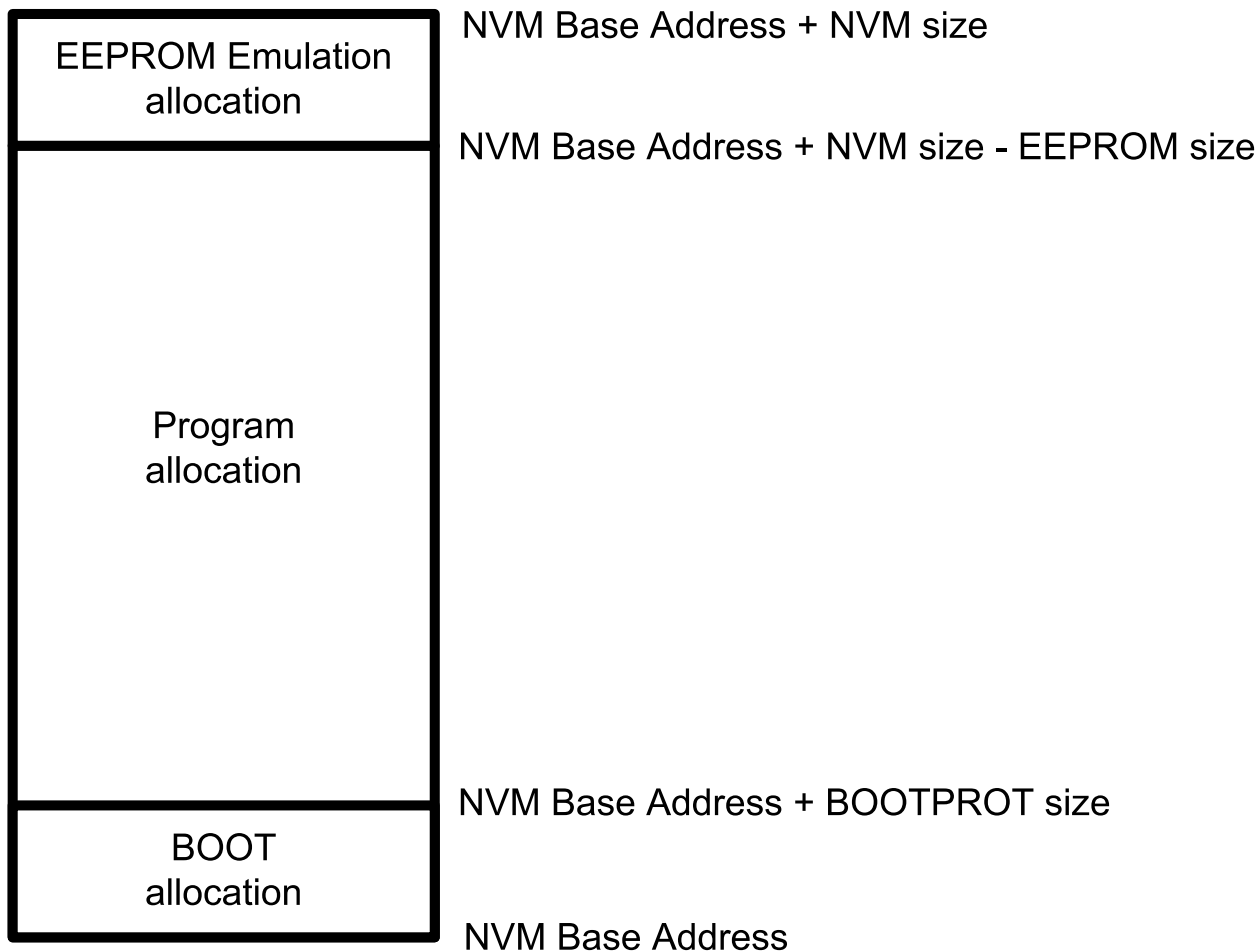 NVM Base Address + NVM size
EEPROM Emulation
allocation
NVM Base Address + NVM size - EEPROM size
Program
allocation
NVM Base Address + BOOTPROT size
BOOT
allocation
NVM Base Address